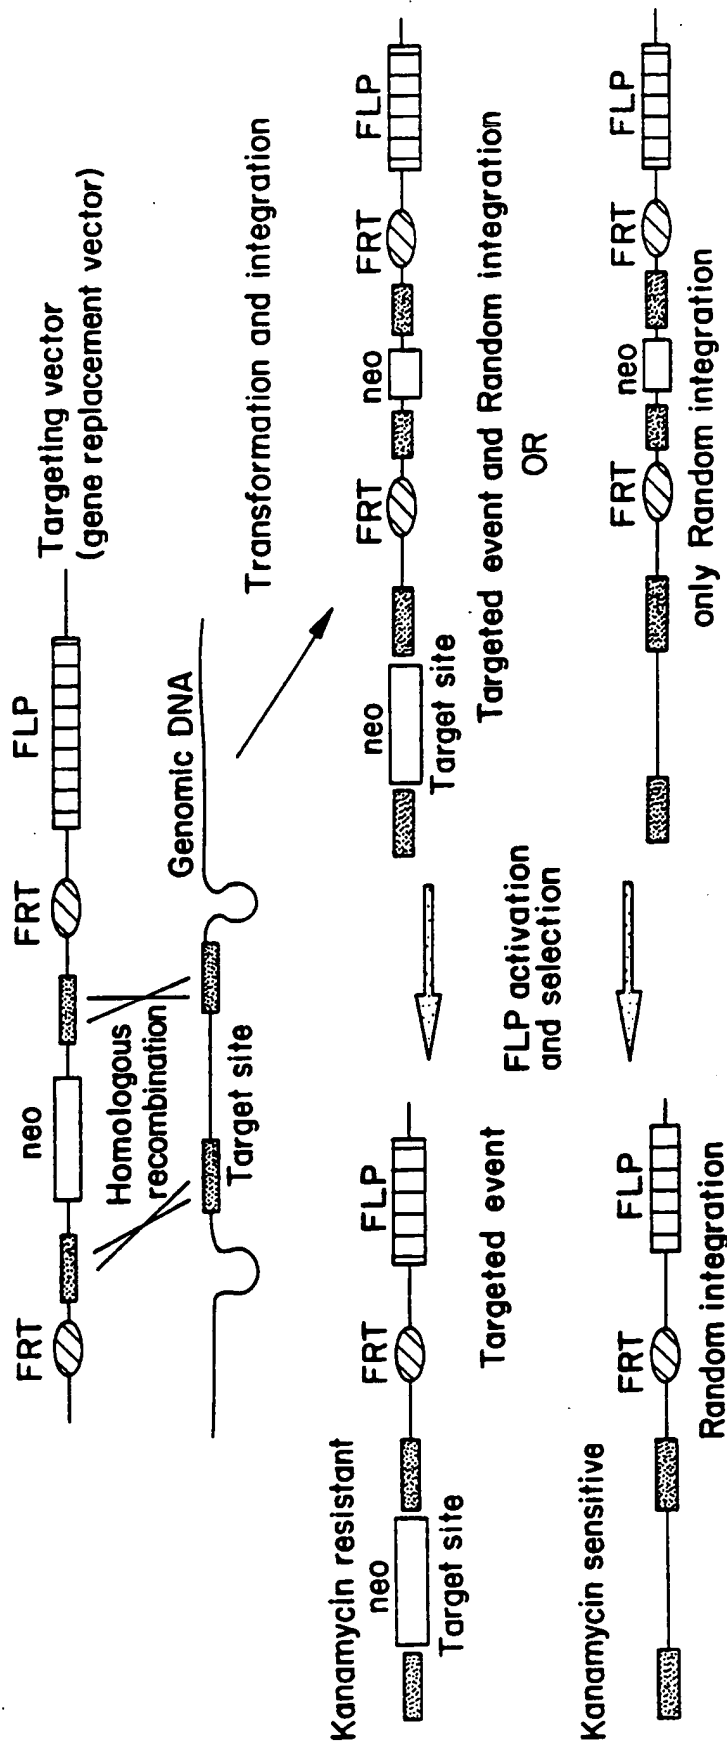 Targeting vector
(gene replacement vector)
FRT
neo
FRT
FLP
Homologous
recombination
Genomic DNA
Target site
Transformation and integration
neo
FRT
neo
FRT
FLP
Target site
Targeted event and Random integration
OR
FRT
neo
FRT
FLP
only Random integration
FLP activation
and selection
Kanamycin resistant
neo
FRT
FLP
Target site
Targeted event
Kanamycin sensitive
FRT
FLP
Random integration